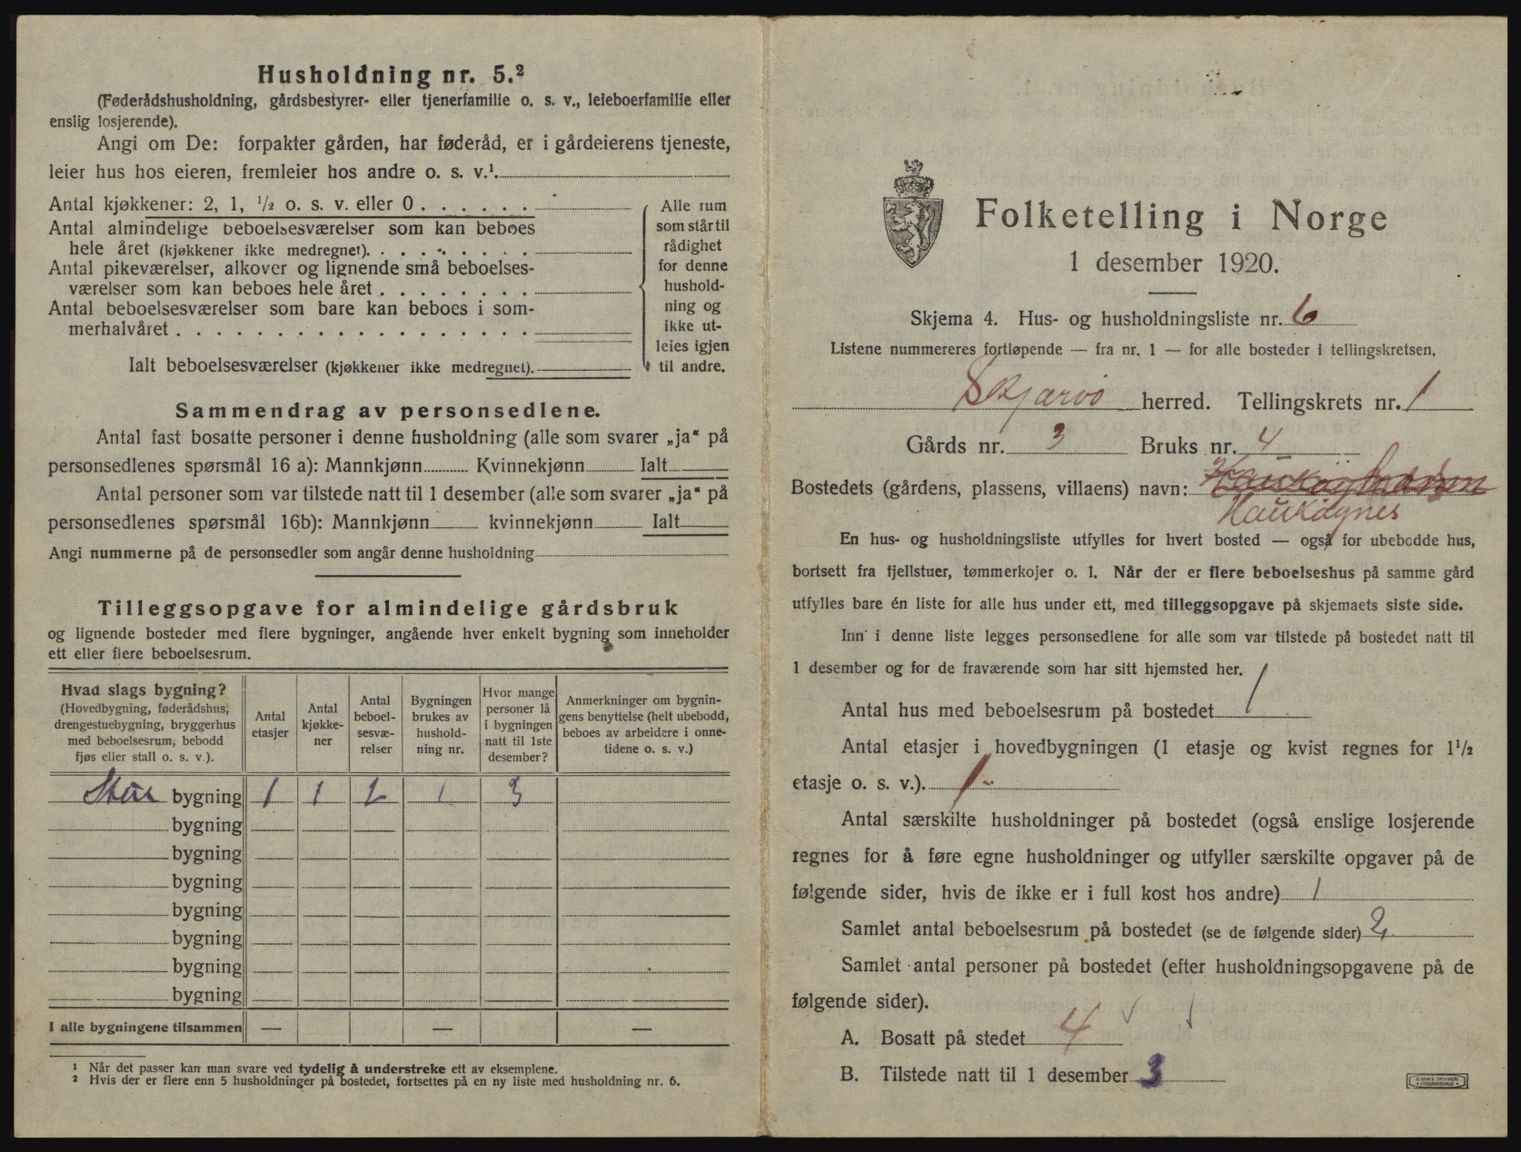 Husholdning nr. 5.²
(Føderådshusholdning, gårdsbestyrer- eller tjenerfamilie o. s. v., leieboerfamilie eller
enslig losjerende).
Angi om De: forpakter gården, har føderåd, er i gårdeierens tjeneste,
leier hus hos eieren, fremleier hos andre o. s. v.¹.
Antal kjøkkener: 2, 1, ½ o. s. v. eller 0 . . . . . .
Antal almindelige beboelsesværelser som kan beboes
hele året (kjøkkener ikke medregnet). . . . . . . . .
Antal pikeværelser, alkover og lignende små beboelses-
værelser som kan beboes hele året . . . . . . . .
Antal beboelsesværelser som bare kan beboes i som-
merhalvåret . . . . . . . . . . . . . . . . . .
Ialt beboelsesværelser (kjøkkener ikke medregnet).
Alle rum
som står til
rådighet
for denne
hushold-
ning og
ikke ut-
leies igjen
til andre.
Sammendrag av personsedlene.
Antal fast bosatte personer i denne husholdning (alle som svarer „ja“ på
personsedlenes spørsmål 16 a): Mannkjønn Kvinnekjønn Ialt
Antal personer som var tilstede natt til 1 desember (alle som svarer „ja“ på
personsedlenes spørsmål 16b): Mannkjønn kvinnekjønn Ialt
Angi nummerne på de personsedler som angår denne husholdning
Tilleggsopgave for almindelige gårdsbruk
og lignende bosteder med flere bygninger, angående hver enkelt bygning som inneholder
ett eller flere beboelsesrum.
Hvad slags bygning?
(Hovedbygning, føderådshus,
drengestuebygning, bryggerhus
med beboelsesrum, bebodd
fjøs eller stall o. s. v.).
Antal
etasjer
Antal
kjøkke-
ner
Antal
beboel-
sesvæ-
relser
Bygningen
brukes av
hushold-
ning nr.
Hvor mange
personer lå
i bygningen
natt til 1ste
desember?
Anmerkninger om bygnin-
gens benyttelse (helt ubebodd,
beboes av arbeidere i onne-
tidene o. s. v.)
bygning 1 1 2 1 3
bygning
bygning
bygning
bygning
bygning
bygning
bygning
I alle bygningene tilsammen — — —
¹ Når det passer kan man svare ved tydelig å understreke ett av eksemplene.
² Hvis der er flere enn 5 husholdninger på bostedet, fortsettes på en ny liste med husholdning nr. 6.
Folketelling i Norge
1 desember 1920.
Skjema 4. Hus- og husholdningsliste nr. 6
Listene nummereres fortløpende — fra nr. 1 — for alle bosteder i tellingskretsen.
Skjærvö herred. Tellingskrets nr. 1
Gårds nr. 3 Bruks nr. 4
Bostedets (gårdens, plassens, villaens) navn:
Haukøynes
En hus- og husholdningsliste utfylles for hvert bosted — også for ubebodde hus,
bortsett fra fjellstuer, tømmerkojer o. l. Når der er flere beboelseshus på samme gård
utfylles bare én liste for alle hus under ett, med tilleggsopgave på skjemaets siste side.
Inn i denne liste legges personsedlene for alle som var tilstede på bostedet natt til
1 desember og for de fraværende som har sitt hjemsted her.
Antal hus med beboelsesrum på bostedet 1
Antal etasjer i hovedbygningen (1 etasje og kvist regnes for 1½
etasje o. s. v.). 1
Antal særskilte husholdninger på bostedet (også enslige losjerende
regnes for å føre egne husholdninger og utfyller særskilte opgaver på de
følgende sider, hvis de ikke er i full kost hos andre) 1
Samlet antal beboelsesrum på bostedet (se de følgende sider) 2
Samlet antal personer på bostedet (efter husholdningsopgavene på de
følgende sider).
A. Bosatt på stedet 4
B. Tilstede natt til 1 desember 3